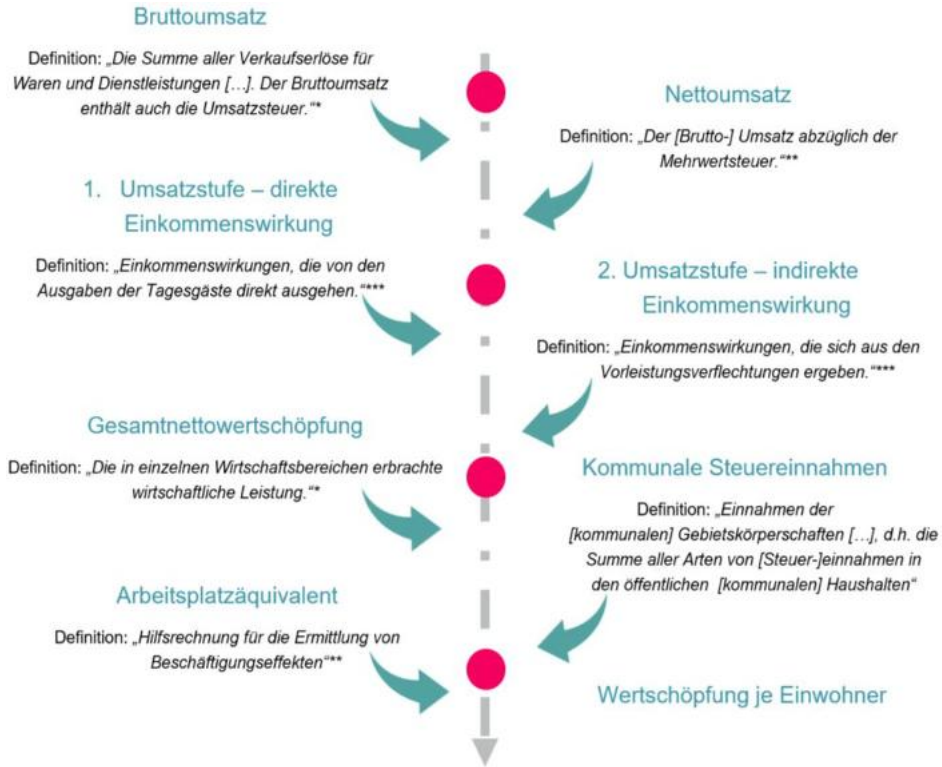 Bruttoumsatz
Definition: „Die Summe aller Verkaufserlöse für
Waren und Dienstleistungen […]. Der Bruttoumsatz
enthält auch die Umsatzsteuer.“*
Nettoumsatz
Definition: „Der [Brutto-] Umsatz abzüglich der
Mehrwertsteuer.“**
1. Umsatzstufe – direkte
Einkommenswirkung
Definition: „Einkommenswirkungen, die von den
Ausgaben der Tagesgäste direkt ausgehen.“***
2. Umsatzstufe – indirekte
Einkommenswirkung
Definition: „Einkommenswirkungen, die sich aus den
Vorleistungsverflechtungen ergeben.“***
Gesamtnettowertschöpfung
Definition: „Die in einzelnen Wirtschaftsbereichen erbrachte
wirtschaftliche Leistung.“*
Kommunale Steuereinnahmen
Definition: „Einnahmen der
[kommunalen] Gebietskörperschaften […], d.h. die
Summe aller Arten von [Steuer-]einnahmen in
den öffentlichen [kommunalen] Haushalten“
Arbeitsplatzäquivalent
Definition: „Hilfsrechnung für die Ermittlung von
Beschäftigungseffekten“**
Wertschöpfung je Einwohner